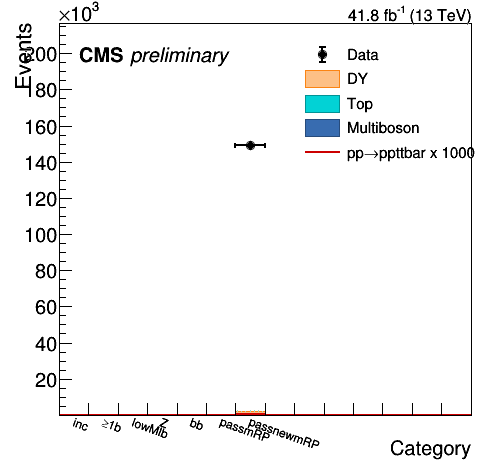 ×10³
41.8 fb⁻¹ (13 TeV)
Events
CMS preliminary
Data
DY
Top
Multiboson
pp→ppttbar x 1000
200
180
160
140
120
100
80
60
40
20
inc
≥1b
lowMlb
Z
bb
passmRP
passnewmRP
Category